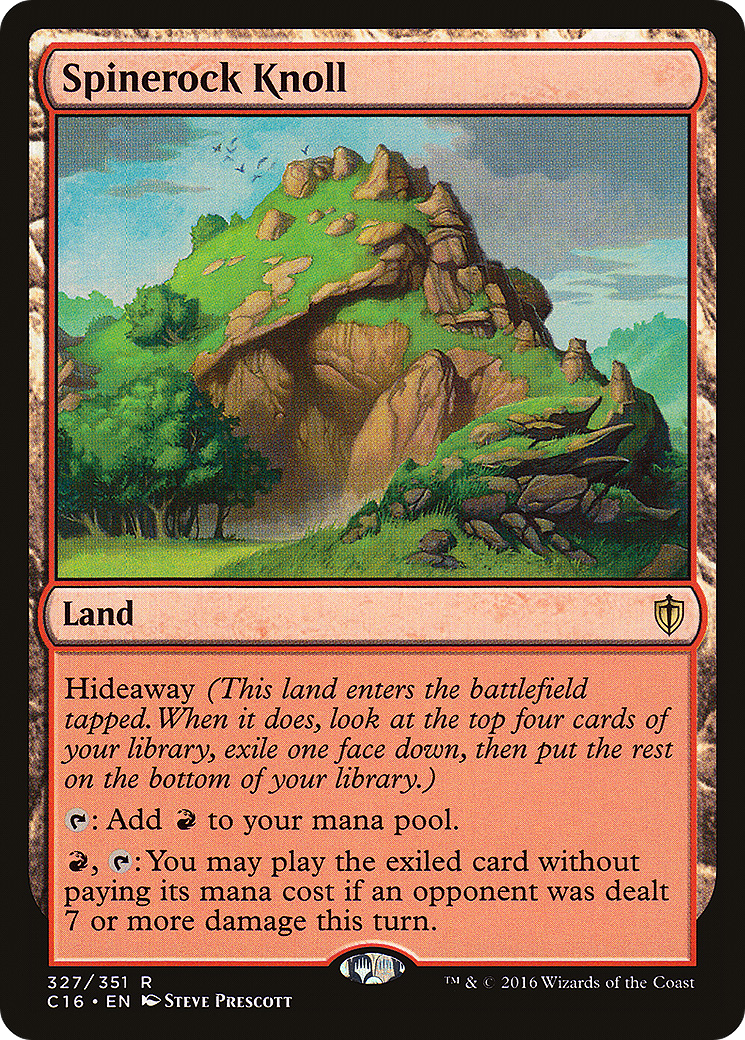 Spinerock Knoll
Land
Hideaway (This land enters the battlefield
tapped. When it does, look at the top four cards of
your library, exile one face down, then put the rest
on the bottom of your library.)
: Add to your mana pool.
, : You may play the exiled card without
paying its mana cost if an opponent was dealt
7 or more damage this turn.
327/351 R
C16 • EN Steve Prescott
™ & © 2016 Wizards of the Coast